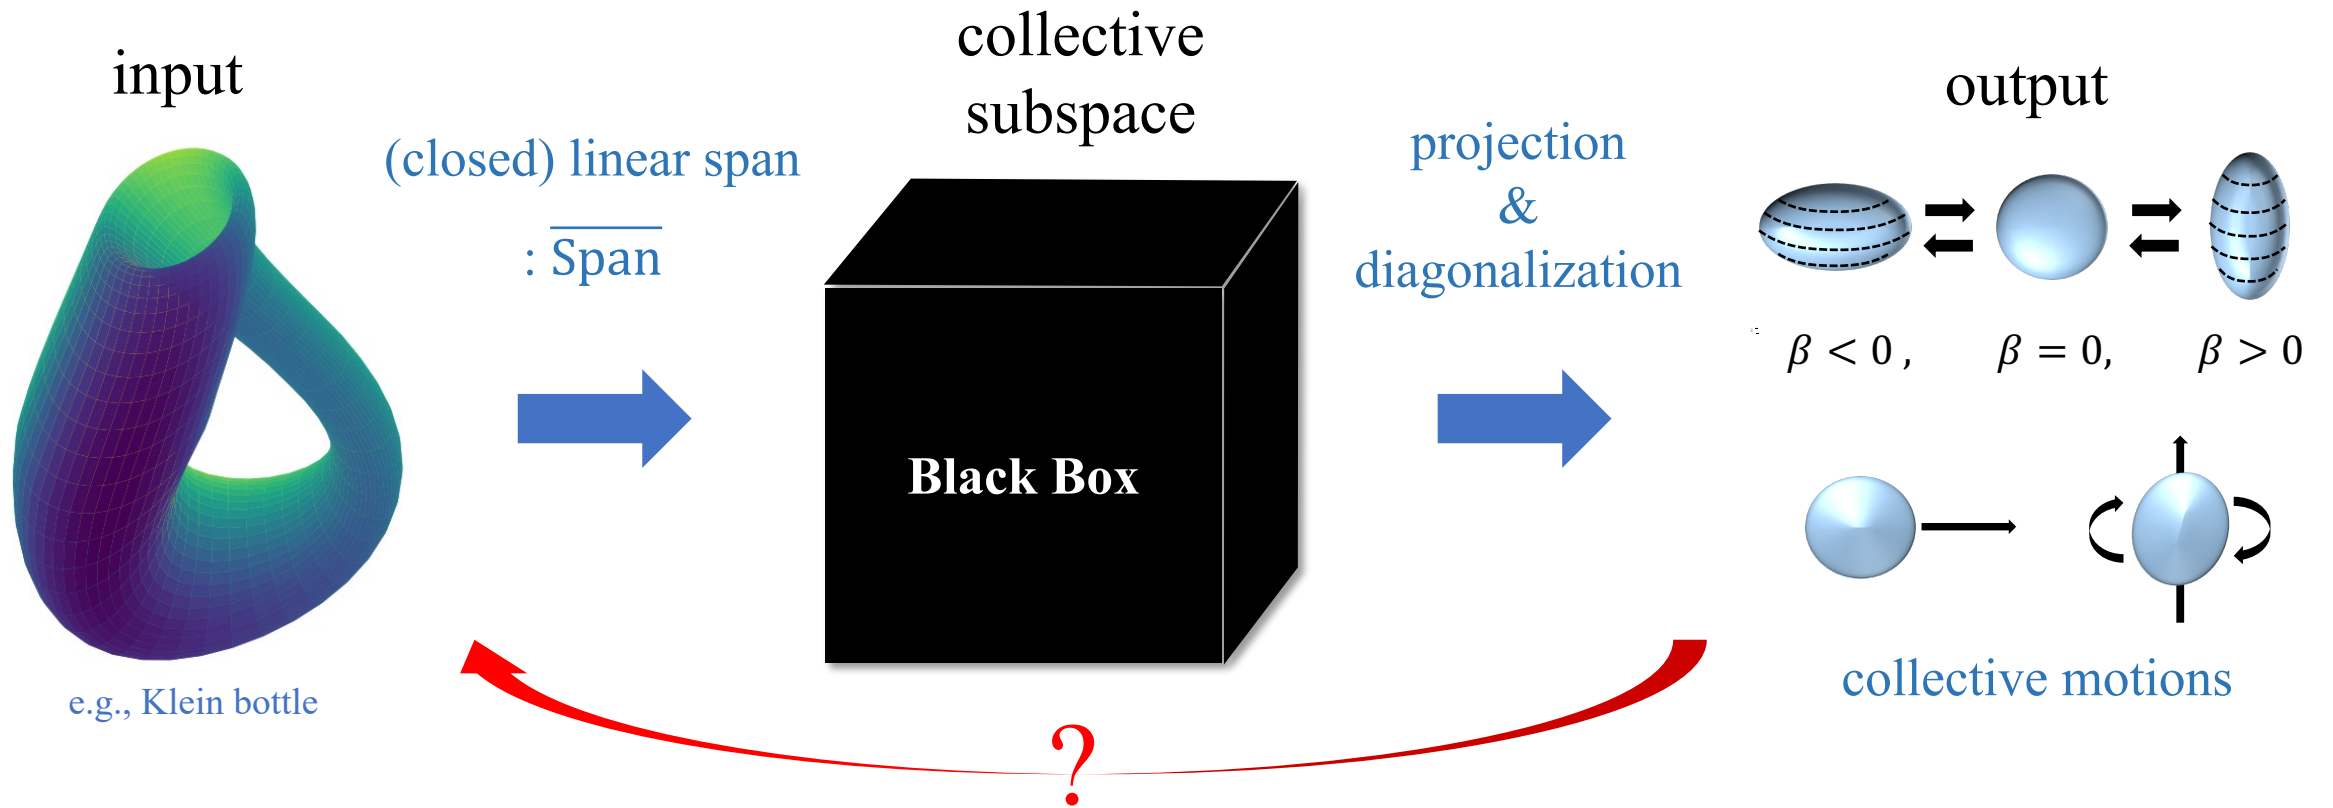 input
e.g., Klein bottle
(closed) linear span
: \overline{Span}
collective
subspace
Black Box
projection
&
diagonalization
output
β < 0 , β = 0, β > 0
collective motions
?